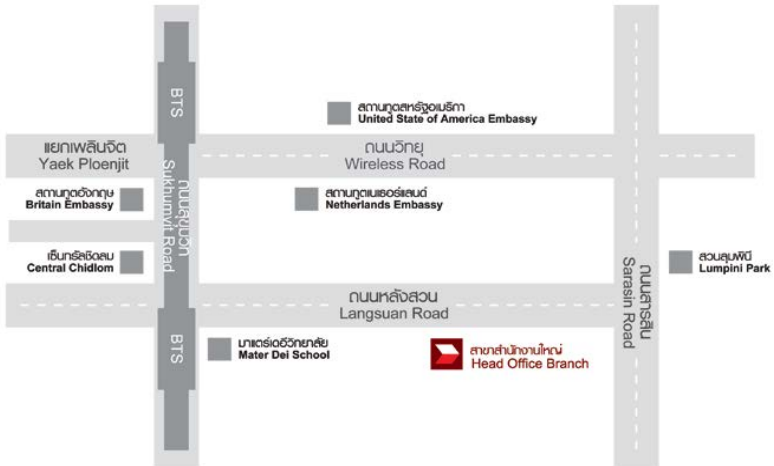 BTS
สถานทูตสหรัฐอเมริกา
United State of America Embassy
แยกเพลินจิต
Yaek Ploenjit
ถนนวิทยุ
Wireless Road
สถานทูตอังกฤษ
Britain Embassy
ถนนสุขุมวิท
Sukhumvit Road
สถานทูตเนเธอร์แลนด์
Netherlands Embassy
เซ็นทรัลชิดลม
Central Chidlom
สวนลุมพินี
Lumpini Park
ถนนสารสิน
Sarasin Road
ถนนหลังสวน
Langsuan Road
BTS
มาแตร์เดอีวิทยาลัย
Mater Dei School
สาขาสำนักงานใหญ่
Head Office Branch